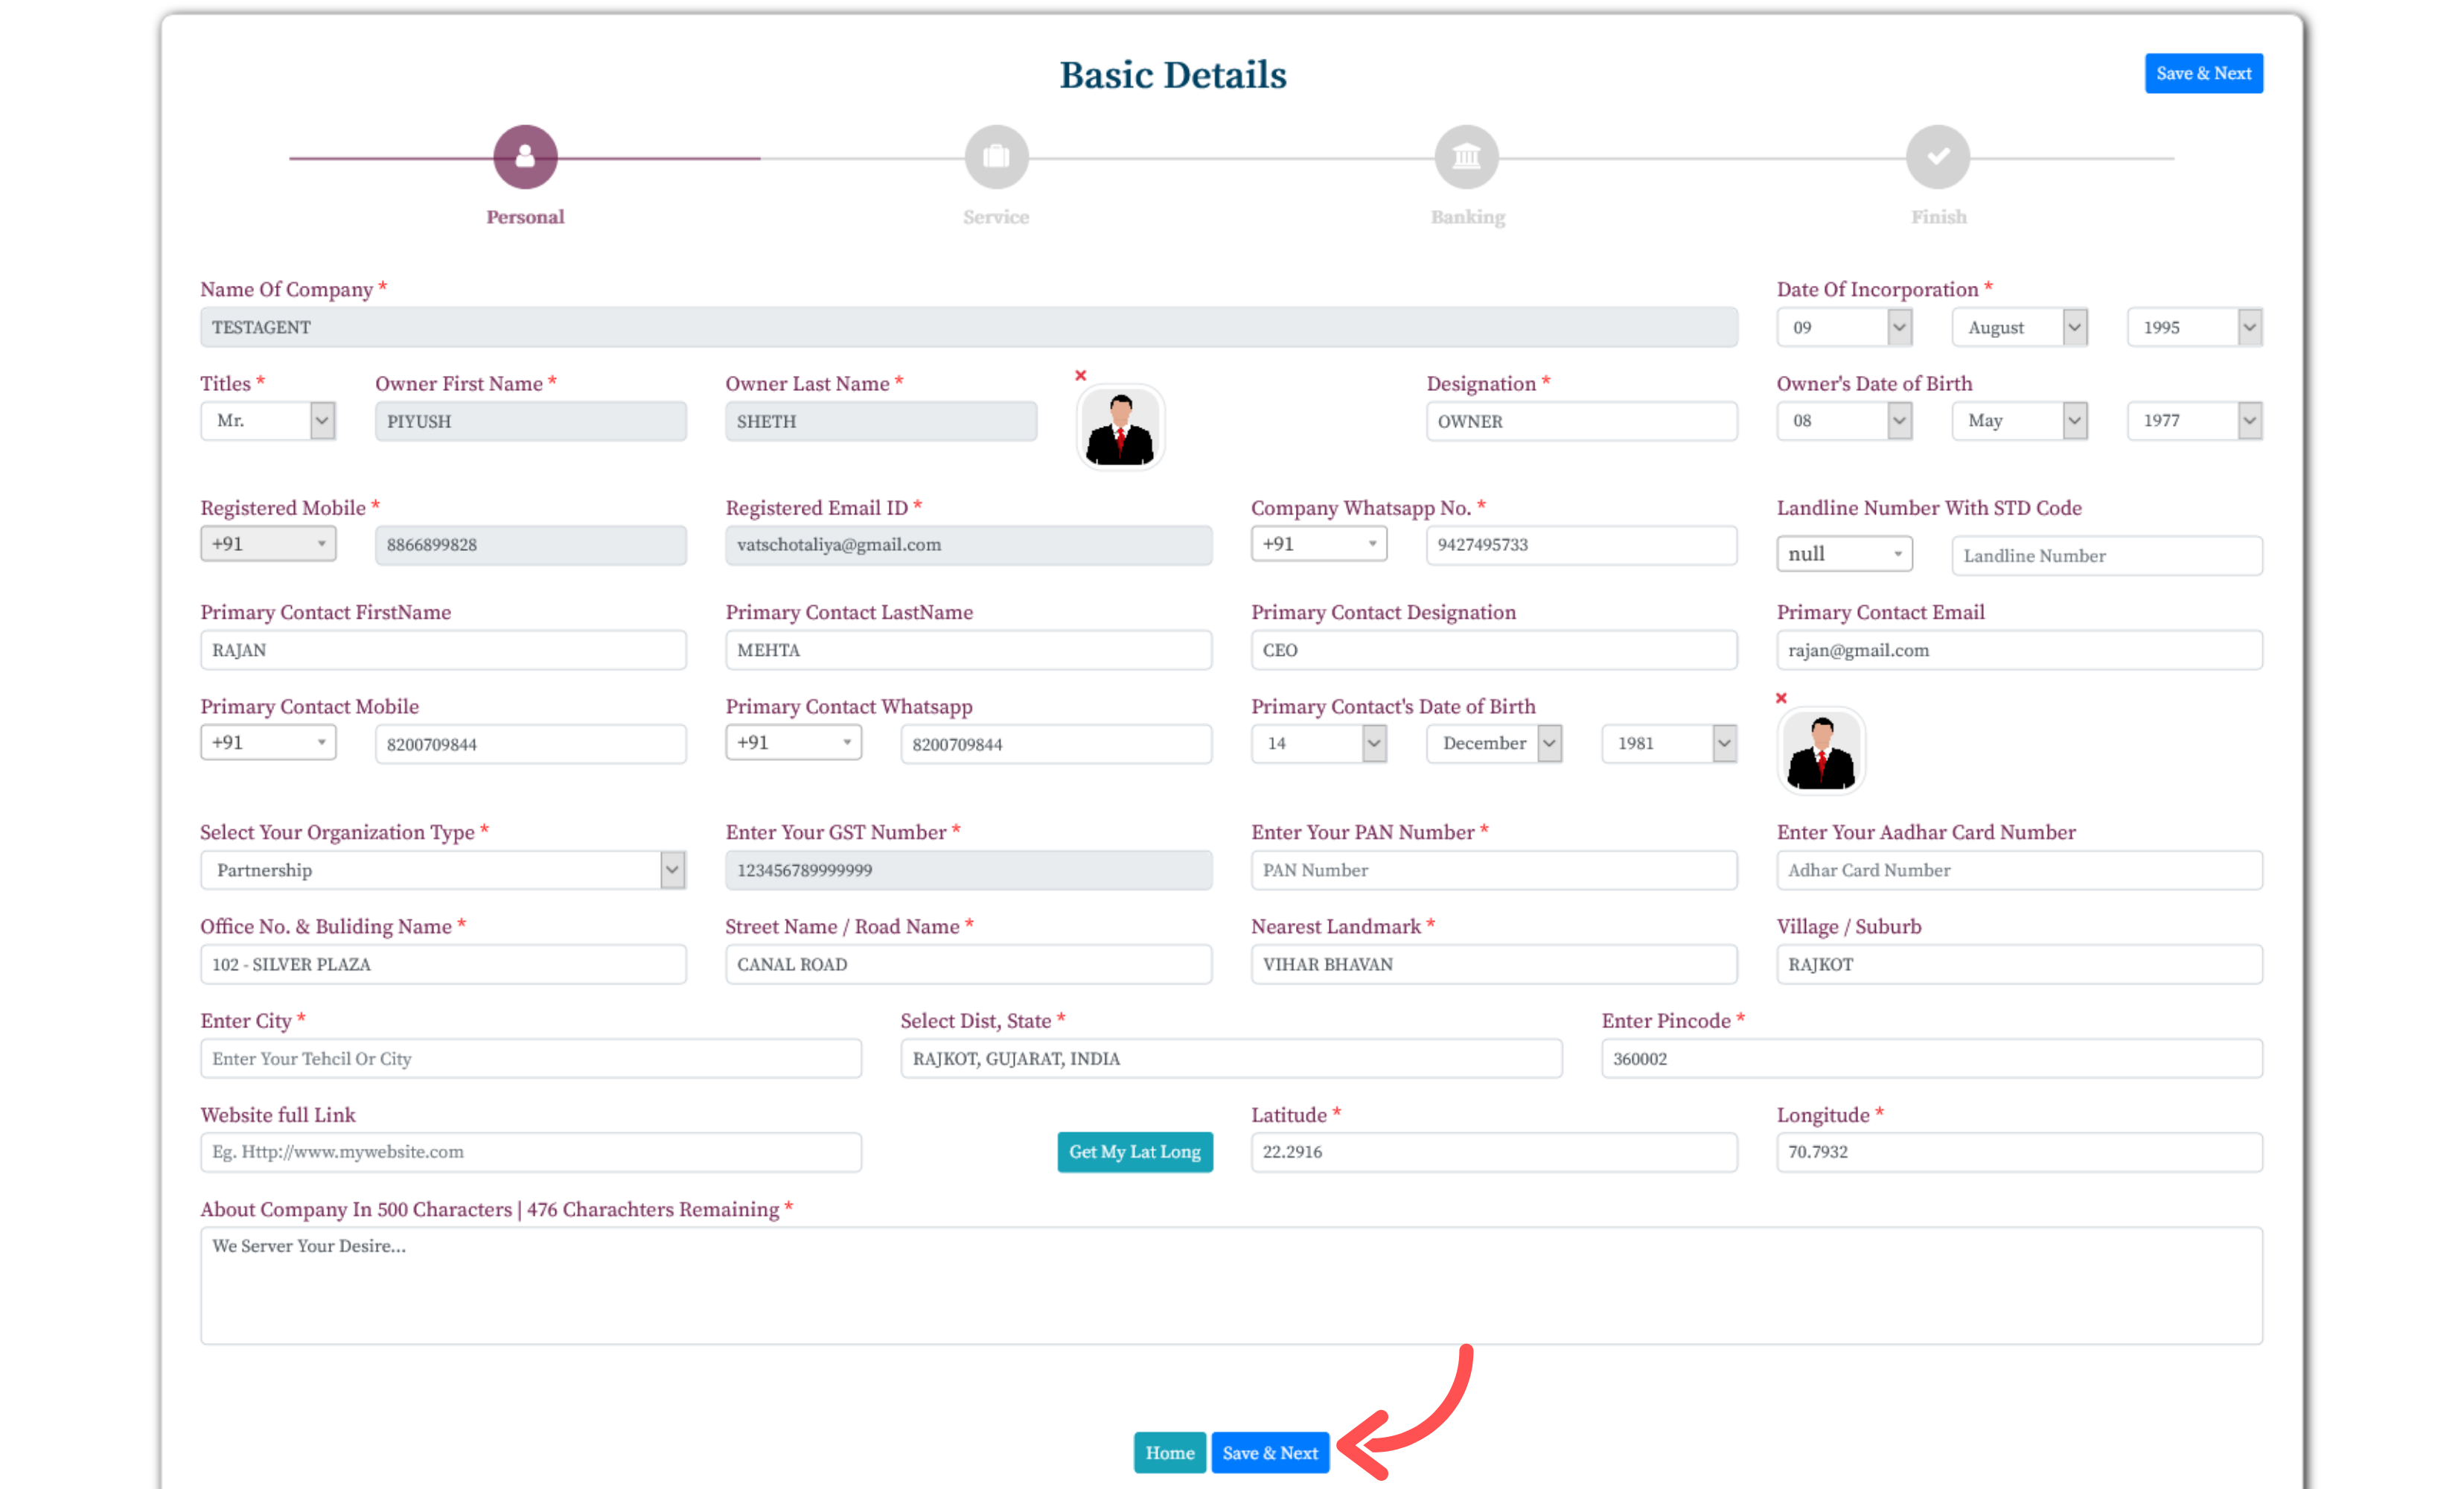 Basic Details
Save & Next
Personal Service Banking Finish
Name Of Company * Date Of Incorporation *
TESTAGENT 09 August 1995
Titles * Owner First Name * Owner Last Name * Designation * Owner's Date of Birth
Mr. PIYUSH SHETH OWNER 08 May 1977
Registered Mobile * Registered Email ID * Company Whatsapp No. * Landline Number With STD Code
+91 8866899828 vatschotaliya@gmail.com +91 9427495733 null Landline Number
Primary Contact FirstName Primary Contact LastName Primary Contact Designation Primary Contact Email
RAJAN MEHTA CEO rajan@gmail.com
Primary Contact Mobile Primary Contact Whatsapp Primary Contact's Date of Birth
+91 8200709844 +91 8200709844 14 December 1981
Select Your Organization Type * Enter Your GST Number * Enter Your PAN Number * Enter Your Aadhar Card Number
Partnership 123456789999999 PAN Number Adhar Card Number
Office No. & Buliding Name * Street Name / Road Name * Nearest Landmark * Village / Suburb
102 - SILVER PLAZA CANAL ROAD VIHAR BHAVAN RAJKOT
Enter City * Select Dist, State * Enter Pincode *
Enter Your Tehcil Or City RAJKOT, GUJARAT, INDIA 360002
Website full Link Latitude * Longitude *
Eg. Http://www.mywebsite.com Get My Lat Long 22.2916 70.7932
About Company In 500 Characters | 476 Charachters Remaining *
We Server Your Desire...
Home Save & Next